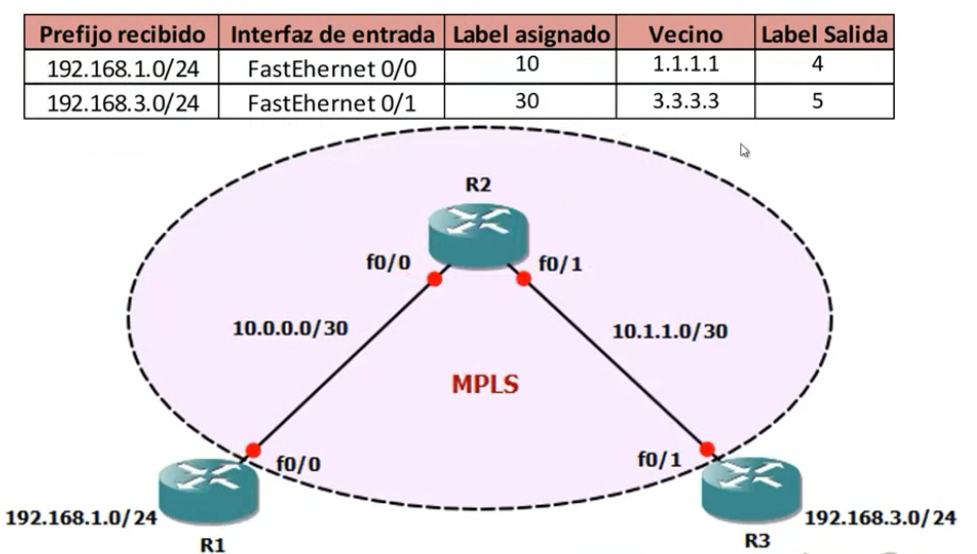 Prefijo recibido Interfaz de entrada Label asignado Vecino Label Salida
192.168.1.0/24 FastEhernet 0/0 10 1.1.1.1 4
192.168.3.0/24 FastEhernet 0/1 30 3.3.3.3 5
R2
f0/0 f0/1
10.0.0.0/30 10.1.1.0/30
MPLS
f0/0 f0/1
192.168.1.0/24 192.168.3.0/24
R1 R3